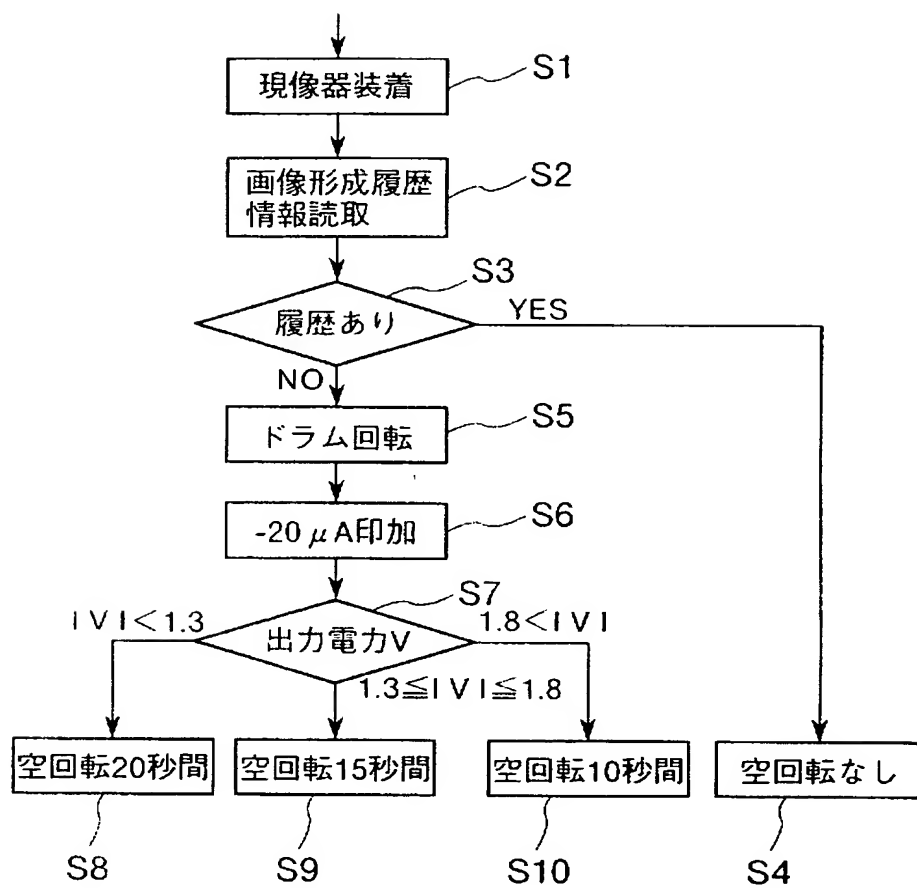 現像器装着
S1
画像形成履歴
情報読取
S2
S3
履歴あり
YES
NO
ドラム回転
S5
-20μA印加
S6
S7
|V|<1.3
出力電力V
1.8<|V|
1.3≦|V|≦1.8
空回転20秒間
空回転15秒間
空回転10秒間
空回転なし
S8
S9
S10
S4